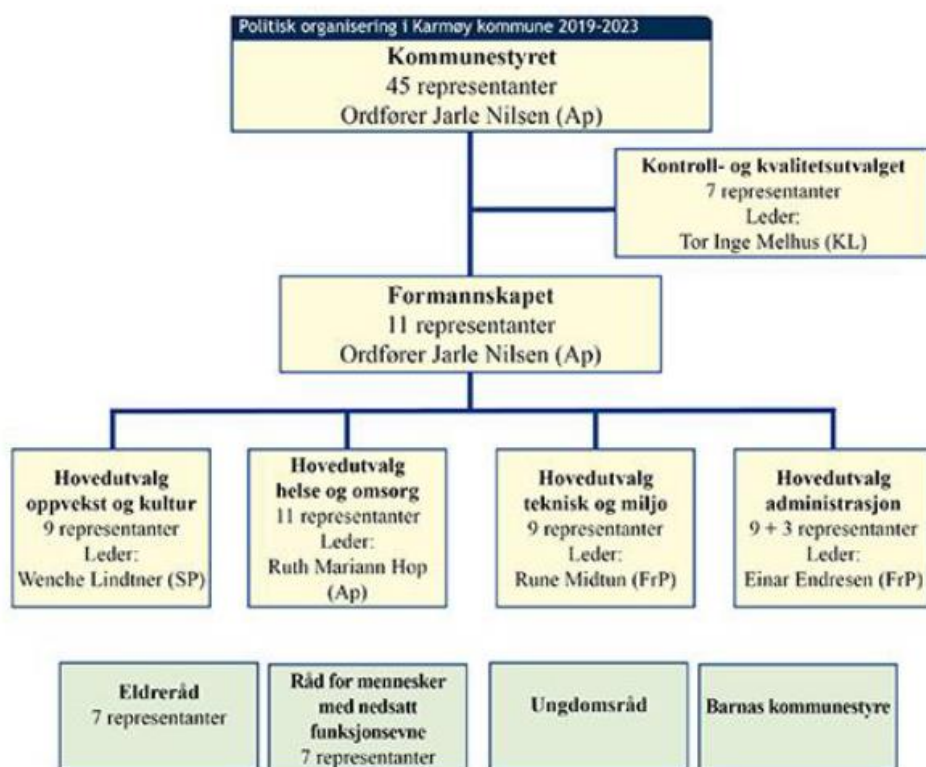 Politisk organisering i Karmøy kommune 2019-2023
Kommunestyret
45 representanter
Ordfører Jarle Nilsen (Ap)
Kontroll- og kvalitetsutvalget
7 representanter
Leder:
Tor Inge Melhus (KL)
Formannskapet
11 representanter
Ordfører Jarle Nilsen (Ap)
Hovedutvalg
oppvekst og kultur
9 representanter
Leder:
Wenche Lindtner (SP)
Hovedutvalg
helse og omsorg
11 representanter
Leder:
Ruth Mariann Hop
(Ap)
Hovedutvalg
teknisk og miljo
9 representanter
Leder:
Rune Midtun (FrP)
Hovedutvalg
administrasjon
9 + 3 representanter
Leder:
Einar Endresen (FrP)
Eldreråd
7 representanter
Råd for mennesker
med nedsatt
funksjonsevne
7 representanter
Ungdomsråd
Barnas kommunestyre